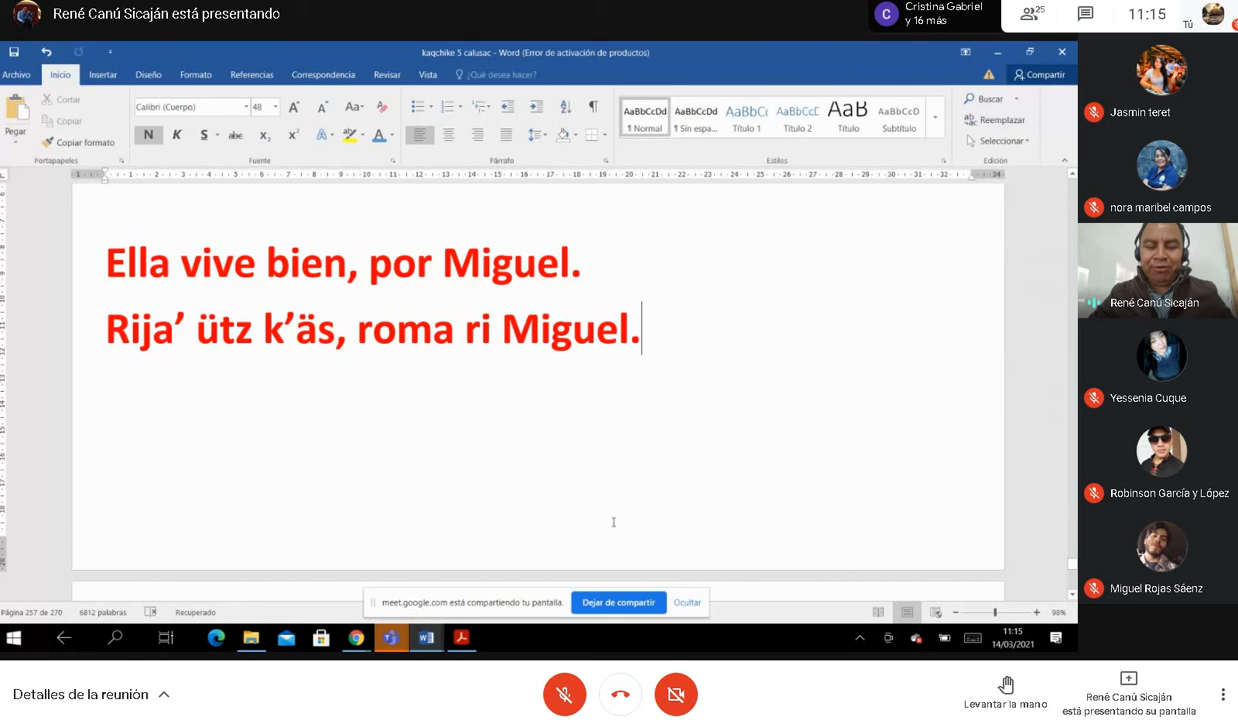 René Canú Sicaján está presentando
Cristina Gabriel
y 16 más
25
11:15
Tú
kaqchike 5 calusac - Word (Error de activación de productos)
Archivo
Inicio
Insertar
Diseño
Formato
Referencias
Correspondencia
Revisar
Vista
¿Qué desea hacer?
Compartir
Pegar
Cortar
Copiar
Copiar formato
Portapapeles
Calibri (Cuerpo)
48
Fuente
Párrafo
AaBbCcDd
¶ Normal
AaBbCcDd
¶ Sin espa...
AaBbCc
Título 1
AaBbCcC
Título 2
AaB
Título
AaBbCcC
Subtítulo
Estilos
Buscar
Reemplazar
Seleccionar
Edición
Ella vive bien, por Miguel.
Rija’ ütz k’äs, roma ri Miguel.
meet.google.com está compartiendo tu pantalla.
Dejar de compartir
Ocultar
Página 257 de 270
6812 palabras
Recuperado
98%
11:15
14/03/2021
Jasmin teret
nora maribel campos
René Canú Sicaján
Yessenia Cuque
Robinson García y López
Miguel Rojas Sáenz
Detalles de la reunión
Levantar la mano
René Canú Sicaján
está presentando su pantalla